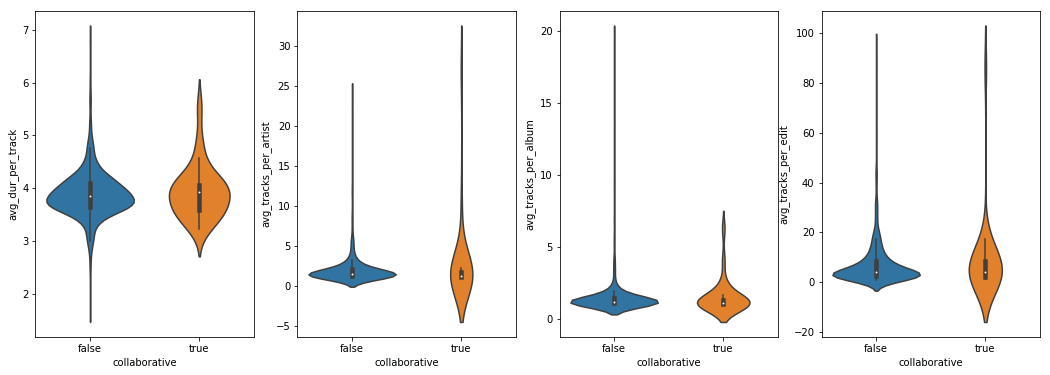 avg_dur_per_track
7
6
5
4
3
2
false
true
collaborative
avg_tracks_per_artist
30
25
20
15
10
5
0
−5
false
true
collaborative
avg_tracks_per_album
20
15
10
5
0
false
true
collaborative
avg_tracks_per_edit
100
80
60
40
20
0
−20
false
true
collaborative